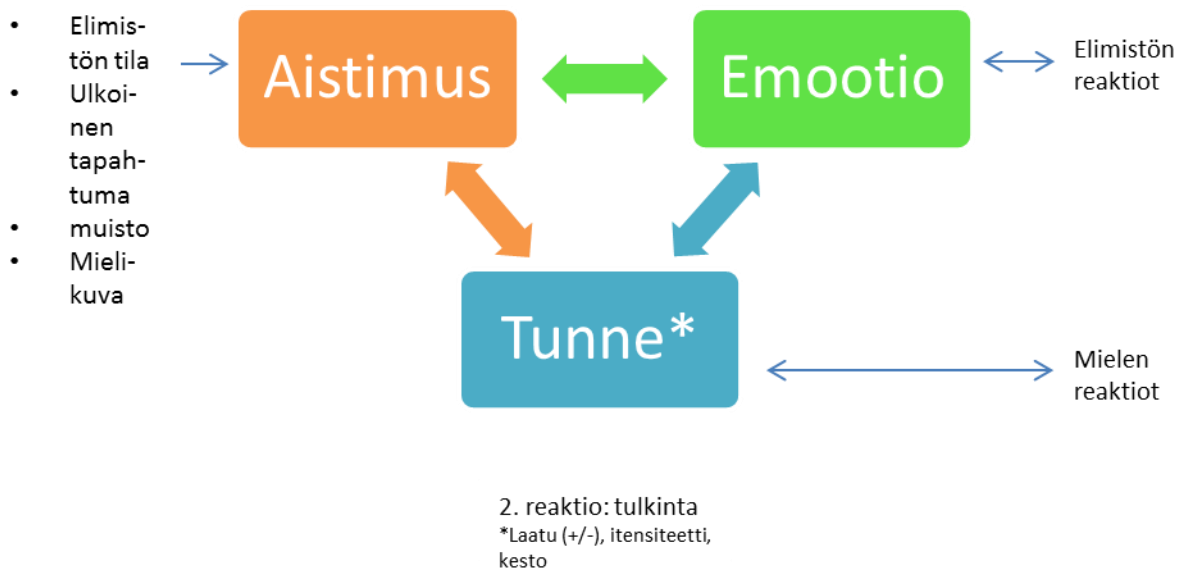 • Elimis-
tön tila
• Ulkoi-
nen
tapah-
tuma
• muisto
• Mieli-
kuva
Aistimus
Emootio
Elimistön
reaktiot
Tunne*
Mielen
reaktiot
2. reaktio: tulkinta
*Laatu (+/-), itensiteetti,
kesto